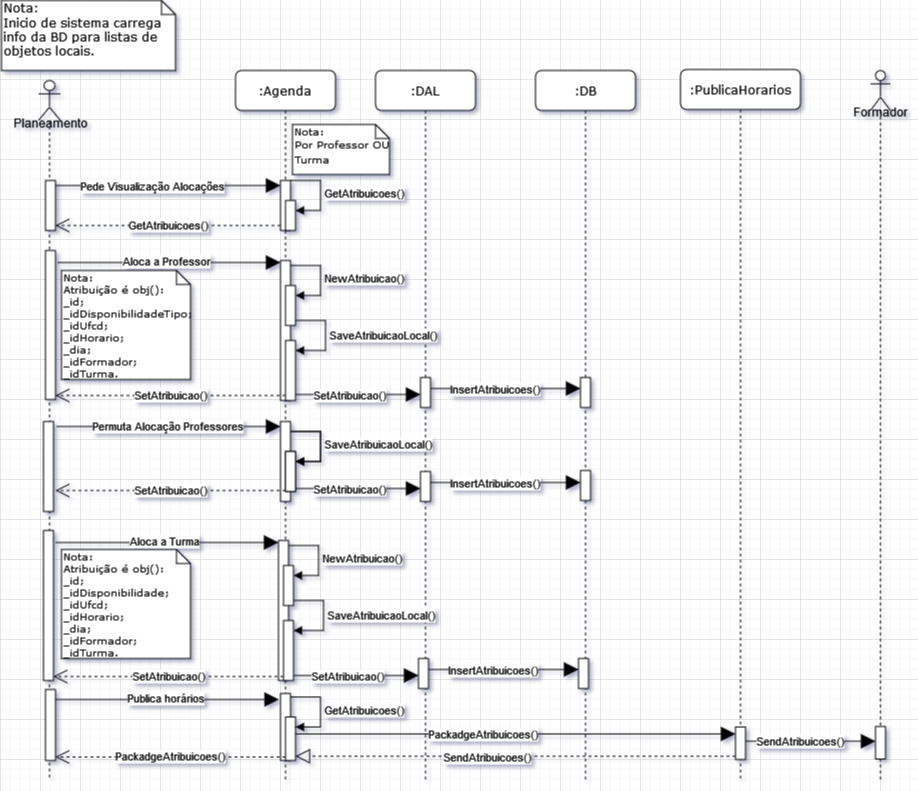 Nota:
Inicio de sistema carrega
info da BD para listas de
objetos locais.
Planeamento
:Agenda
:DAL
:DB
:PublicaHorarios
Formador
Nota:
Por Professor OU
Turma
Pede Visualização Alocações
GetAtribuicoes()
GetAtribuicoes()
Aloca a Professor
NewAtribuicao()
Nota:
Atribuição é obj():
_id;
_idDisponibilidadeTipo;
_idUfcd;
_idHorario;
_dia;
_idFormador;
_idTurma.
SaveAtribuicaoLocal()
SetAtribuicao()
SetAtribuicao()
InsertAtribuicoes()
Permuta Alocação Professores
SaveAtribuicaoLocal()
SetAtribuicao()
SetAtribuicao()
InsertAtribuicoes()
Aloca a Turma
NewAtribuicao()
Nota:
Atribuição é obj():
_id;
_idDisponibilidade;
_idUfcd;
_idHorario;
_dia;
_idFormador;
_idTurma.
SaveAtribuicaoLocal()
SetAtribuicao()
SetAtribuicao()
InsertAtribuicoes()
Publica horários
GetAtribuicoes()
PackadgeAtribuicoes()
SendAtribuicoes()
PackadgeAtribuicoes()
SendAtribuicoes()